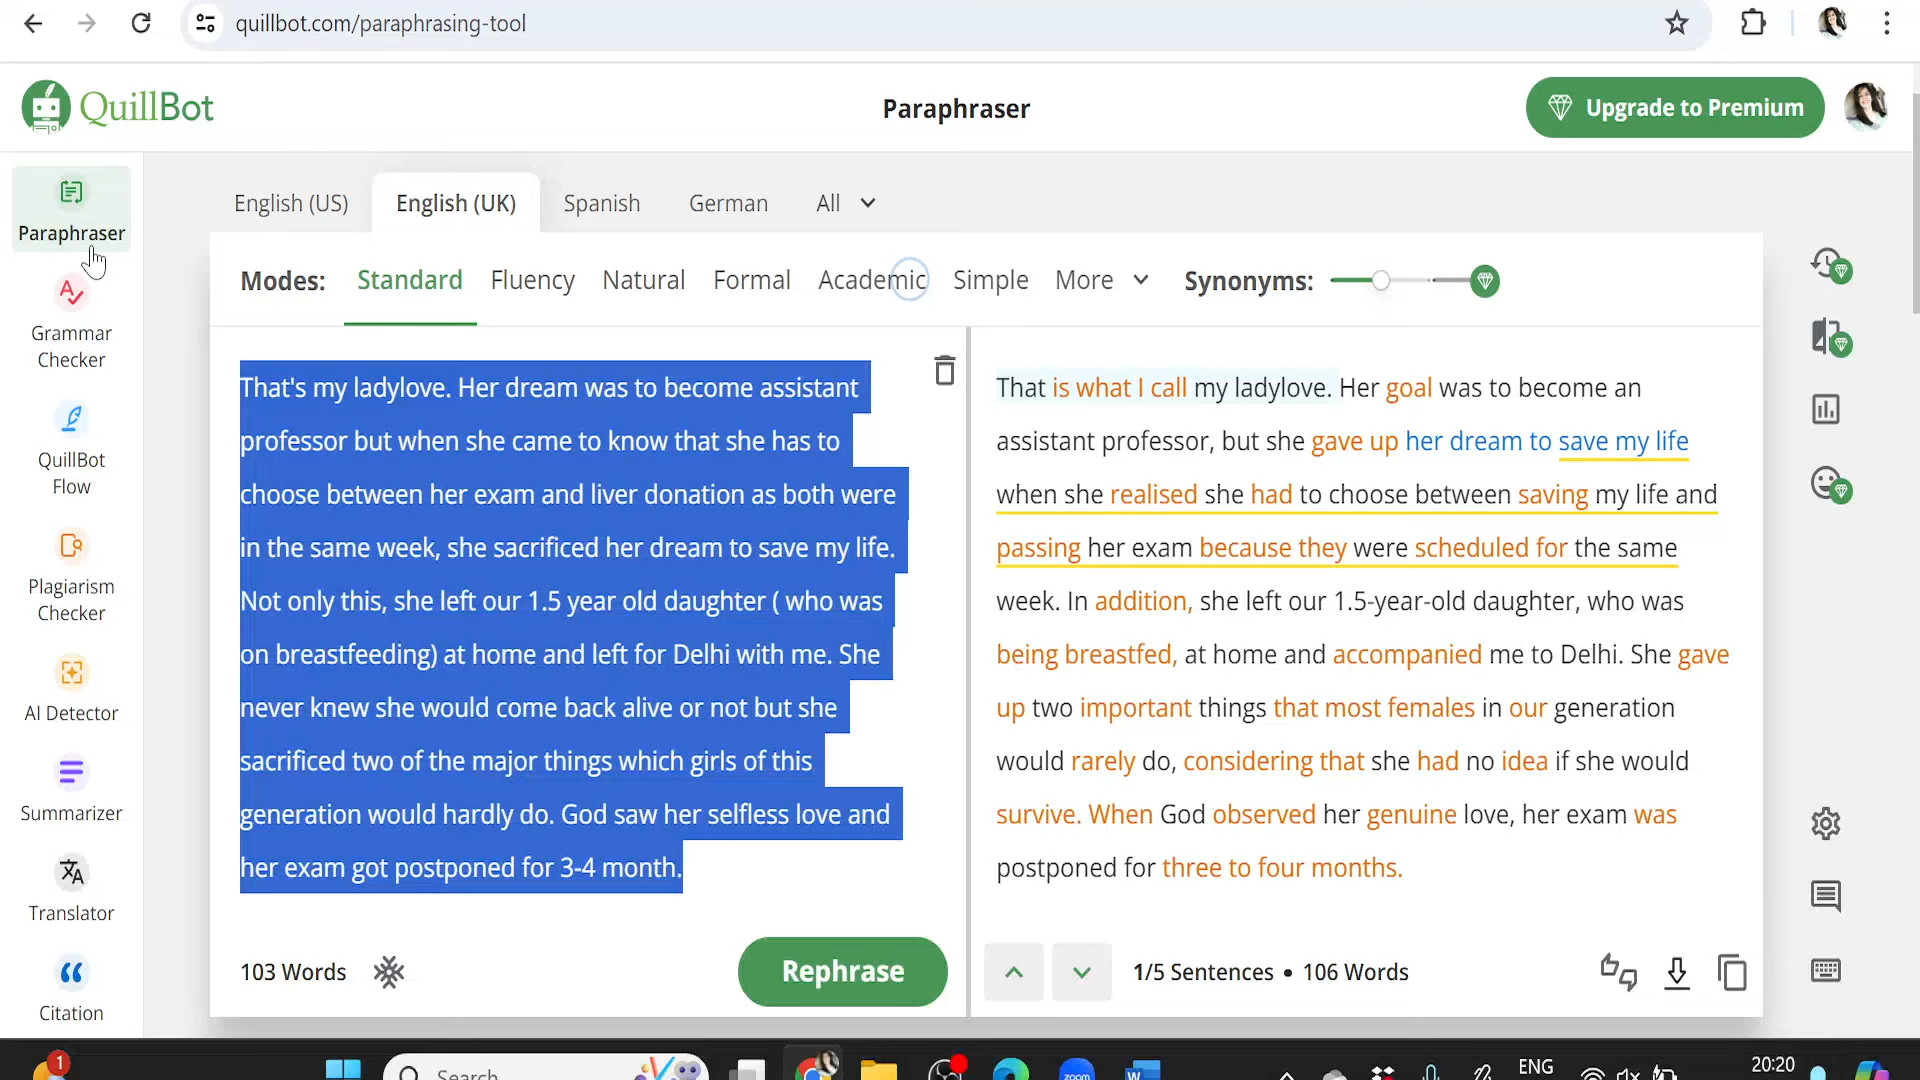 quillbot.com/paraphrasing-tool
QuillBot
Paraphraser
Upgrade to Premium
Paraphraser
Grammar
Checker
QuillBot
Flow
Plagiarism
Checker
AI Detector
Summarizer
Translator
Citation
English (US) English (UK) Spanish German All
Modes: Standard Fluency Natural Formal Academic Simple More Synonyms:
That's my ladylove. Her dream was to become assistant
professor but when she came to know that she has to
choose between her exam and liver donation as both were
in the same week, she sacrificed her dream to save my life.
Not only this, she left our 1.5 year old daughter ( who was
on breastfeeding) at home and left for Delhi with me. She
never knew she would come back alive or not but she
sacrificed two of the major things which girls of this
generation would hardly do. God saw her selfless love and
her exam got postponed for 3-4 month.
103 Words
Rephrase
That is what I call my ladylove. Her goal was to become an
assistant professor, but she gave up her dream to save my life
when she realised she had to choose between saving my life and
passing her exam because they were scheduled for the same
week. In addition, she left our 1.5-year-old daughter, who was
being breastfed, at home and accompanied me to Delhi. She gave
up two important things that most females in our generation
would rarely do, considering that she had no idea if she would
survive. When God observed her genuine love, her exam was
postponed for three to four months.
1/5 Sentences • 106 Words
1
Search
zoom
W
ENG
20:20